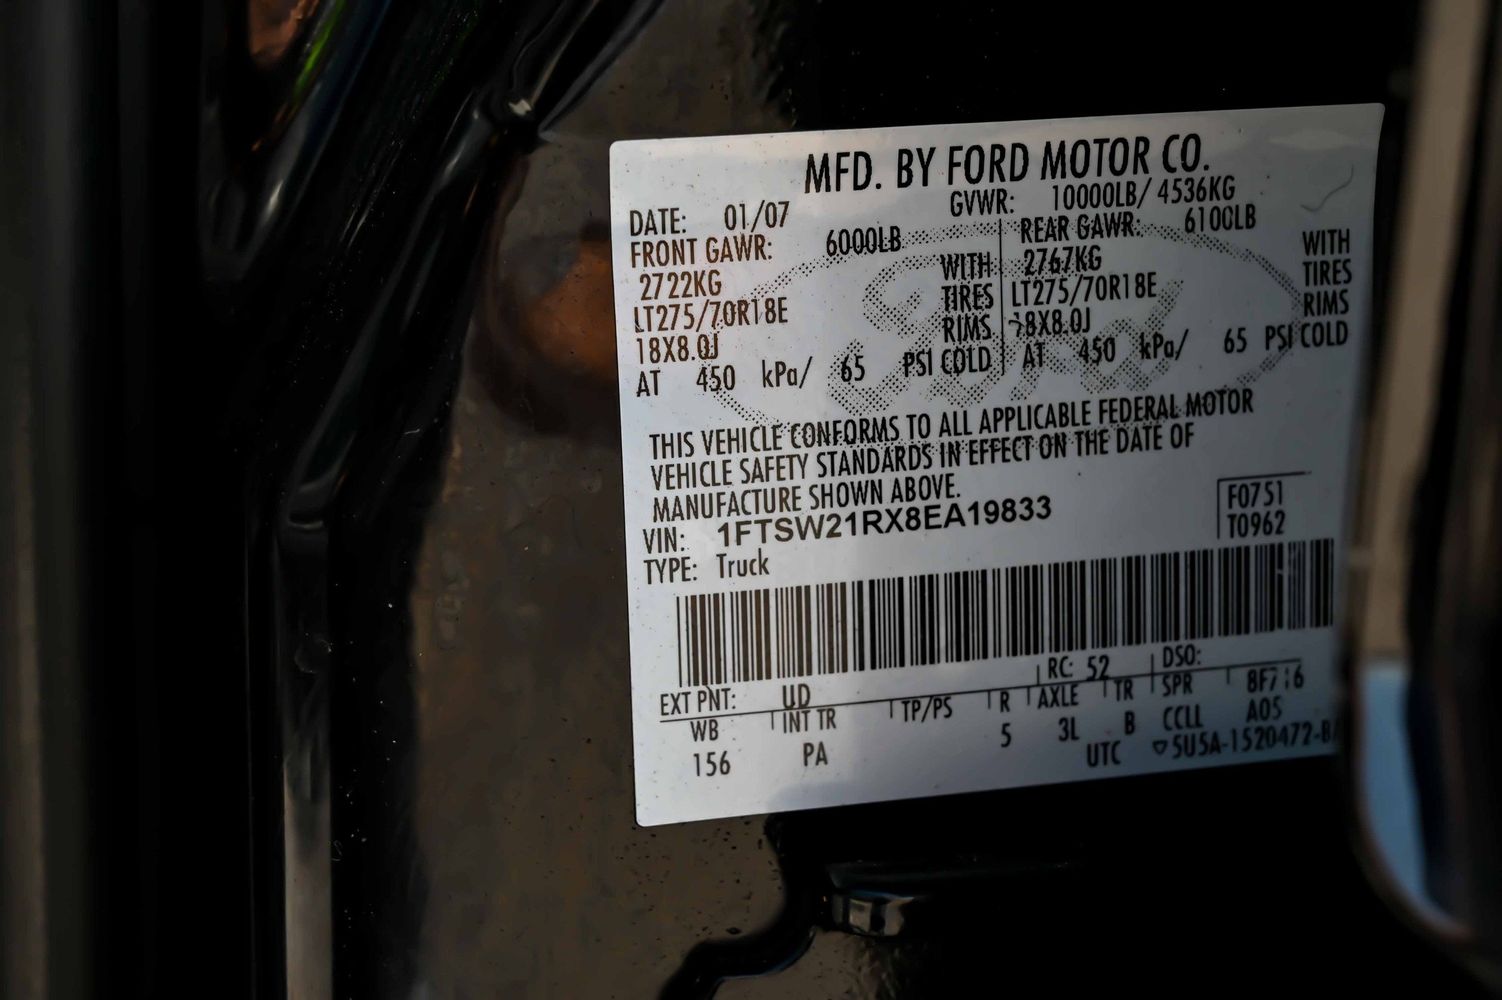 MFD. BY FORD MOTOR CO.
DATE: 01/07 GVWR: 10000LB/ 4536KG
FRONT GAWR: 6000LB REAR GAWR: 6100LB
2722KG WITH 2767KG WITH
LT275/70R18E TIRES LT275/70R18E TIRES
18X8.0J RIMS 18X8.0J RIMS
AT 450 kPa/ 65 PSI COLD AT 450 kPa/ 65 PSI COLD
Ford
THIS VEHICLE CONFORMS TO ALL APPLICABLE FEDERAL MOTOR
VEHICLE SAFETY STANDARDS IN EFFECT ON THE DATE OF
MANUFACTURE SHOWN ABOVE.
VIN: 1FTSW21RX8EA19833
F0751
T0962
TYPE: Truck
EXT PNT: UD RC: 52 DSO:
WB INT TR TP/PS R AXLE TR SPR
156 PA 5 3L B CCLL A05
UTC ▽5U5A-1520472-B